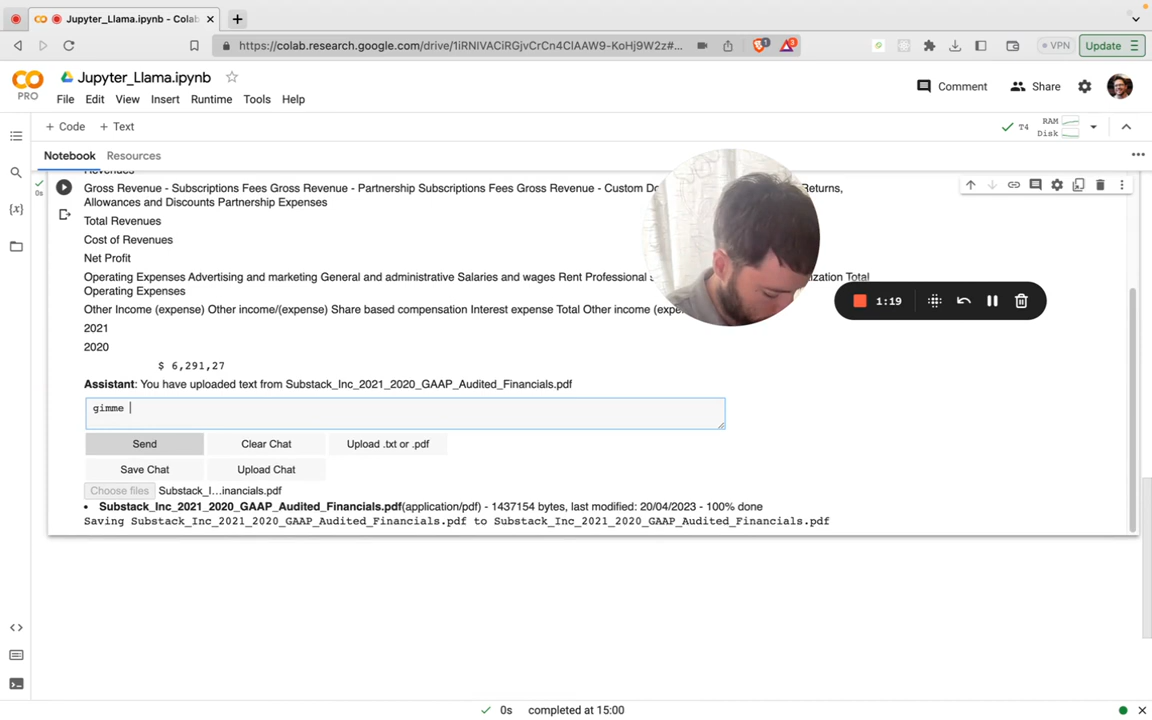 Jupyter_Llama.ipynb - Colab
https://colab.research.google.com/drive/1iRNIVACiRGjvCrCn4ClAAW9-KoHj9W2z#...
1
3
VPN
Update
PRO
Jupyter_Llama.ipynb
File Edit View Insert Runtime Tools Help
Comment
Share
+ Code + Text
T4
RAM
Disk
Notebook Resources
Revenues
0s
Gross Revenue - Subscriptions Fees Gross Revenue - Partnership Subscriptions Fees Gross Revenue - Custom Returns,
Allowances and Discounts Partnership Expenses
Total Revenues
Cost of Revenues
Net Profit
Operating Expenses Advertising and marketing General and administrative Salaries and wages Rent Professional Total
Operating Expenses
Other Income (expense) Other income/(expense) Share based compensation Interest expense Total Other income
1:19
2021
2020
$ 6,291,27
Assistant: You have uploaded text from Substack_Inc_2021_2020_GAAP_Audited_Financials.pdf
gimme
Send Clear Chat Upload .txt or .pdf
Save Chat Upload Chat
Choose files Substack_I...inancials.pdf
• Substack_Inc_2021_2020_GAAP_Audited_Financials.pdf(application/pdf) - 1437154 bytes, last modified: 20/04/2023 - 100% done
Saving Substack_Inc_2021_2020_GAAP_Audited_Financials.pdf to Substack_Inc_2021_2020_GAAP_Audited_Financials.pdf
0s completed at 15:00